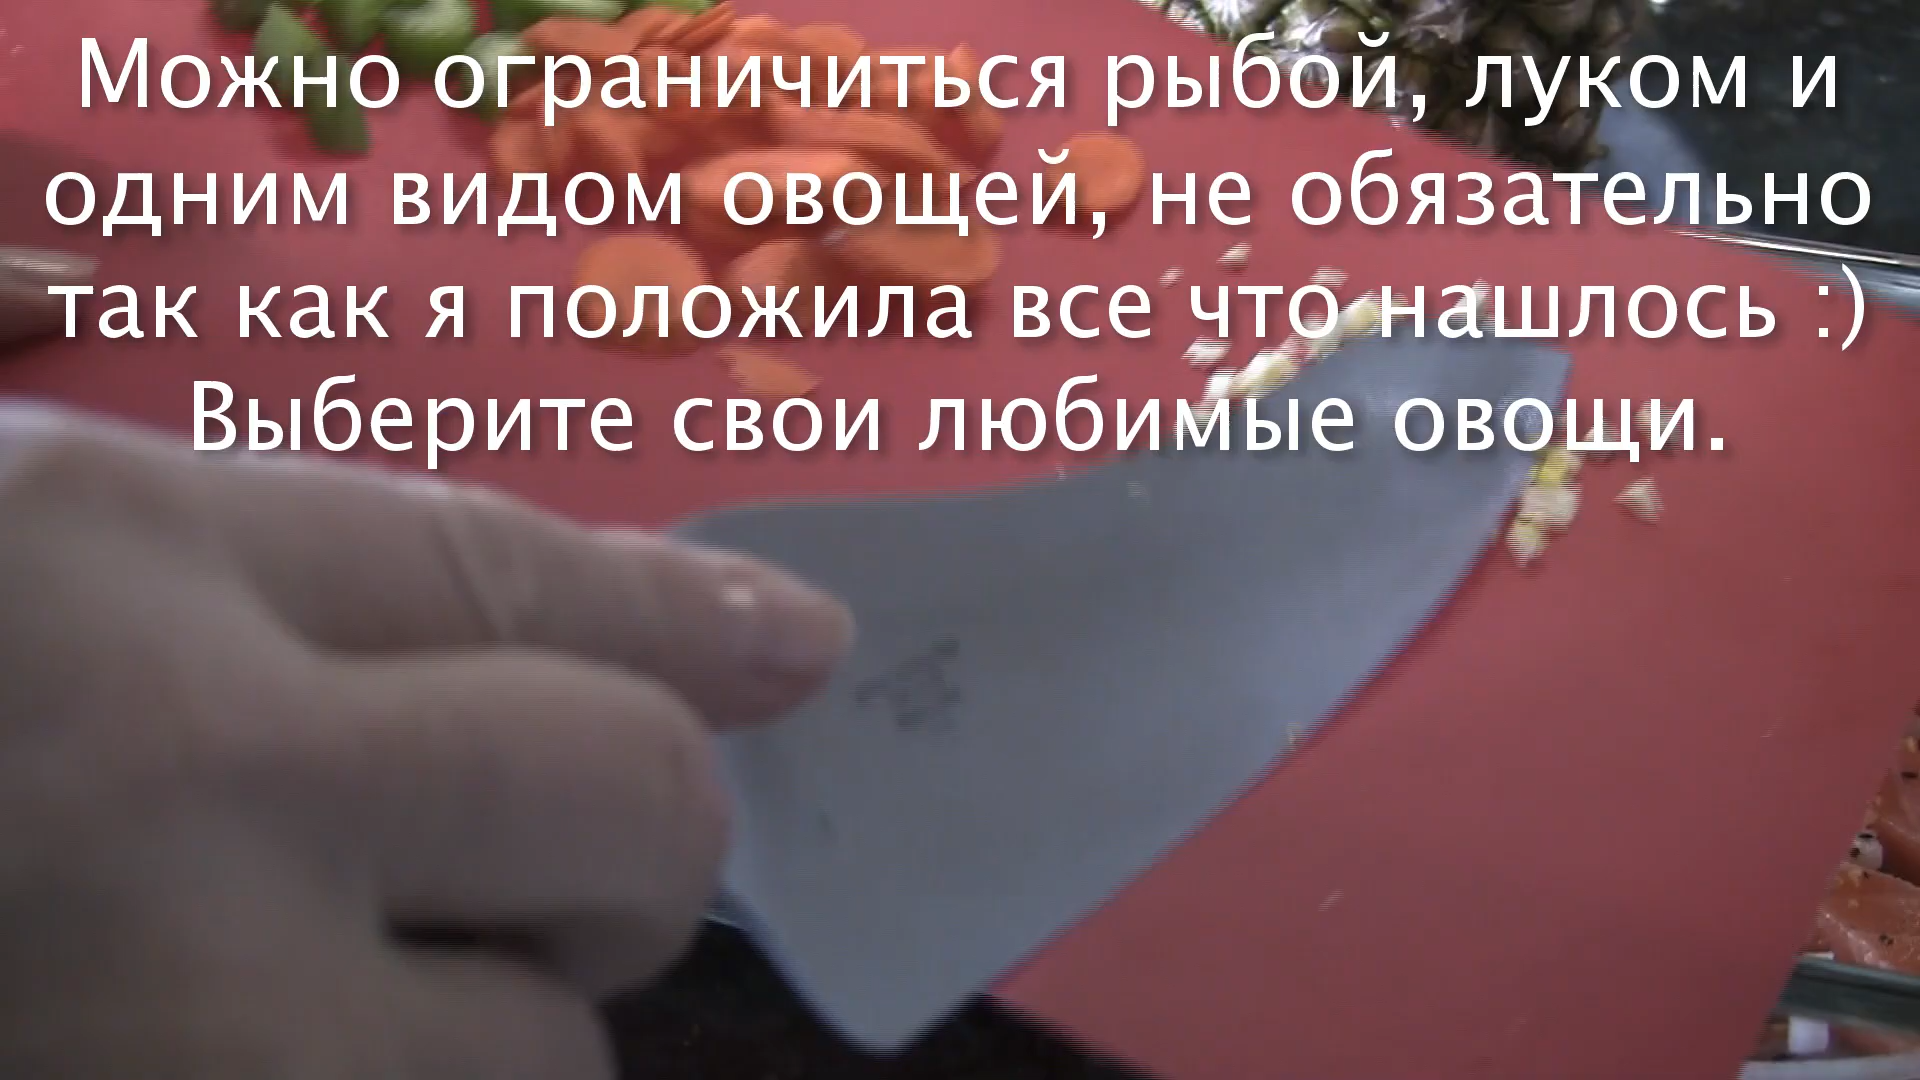 Можно ограничиться рыбой, луком и
одним видом овощей, не обязательно
так как я положила все что нашлось :)
Выберите свои любимые овощи.